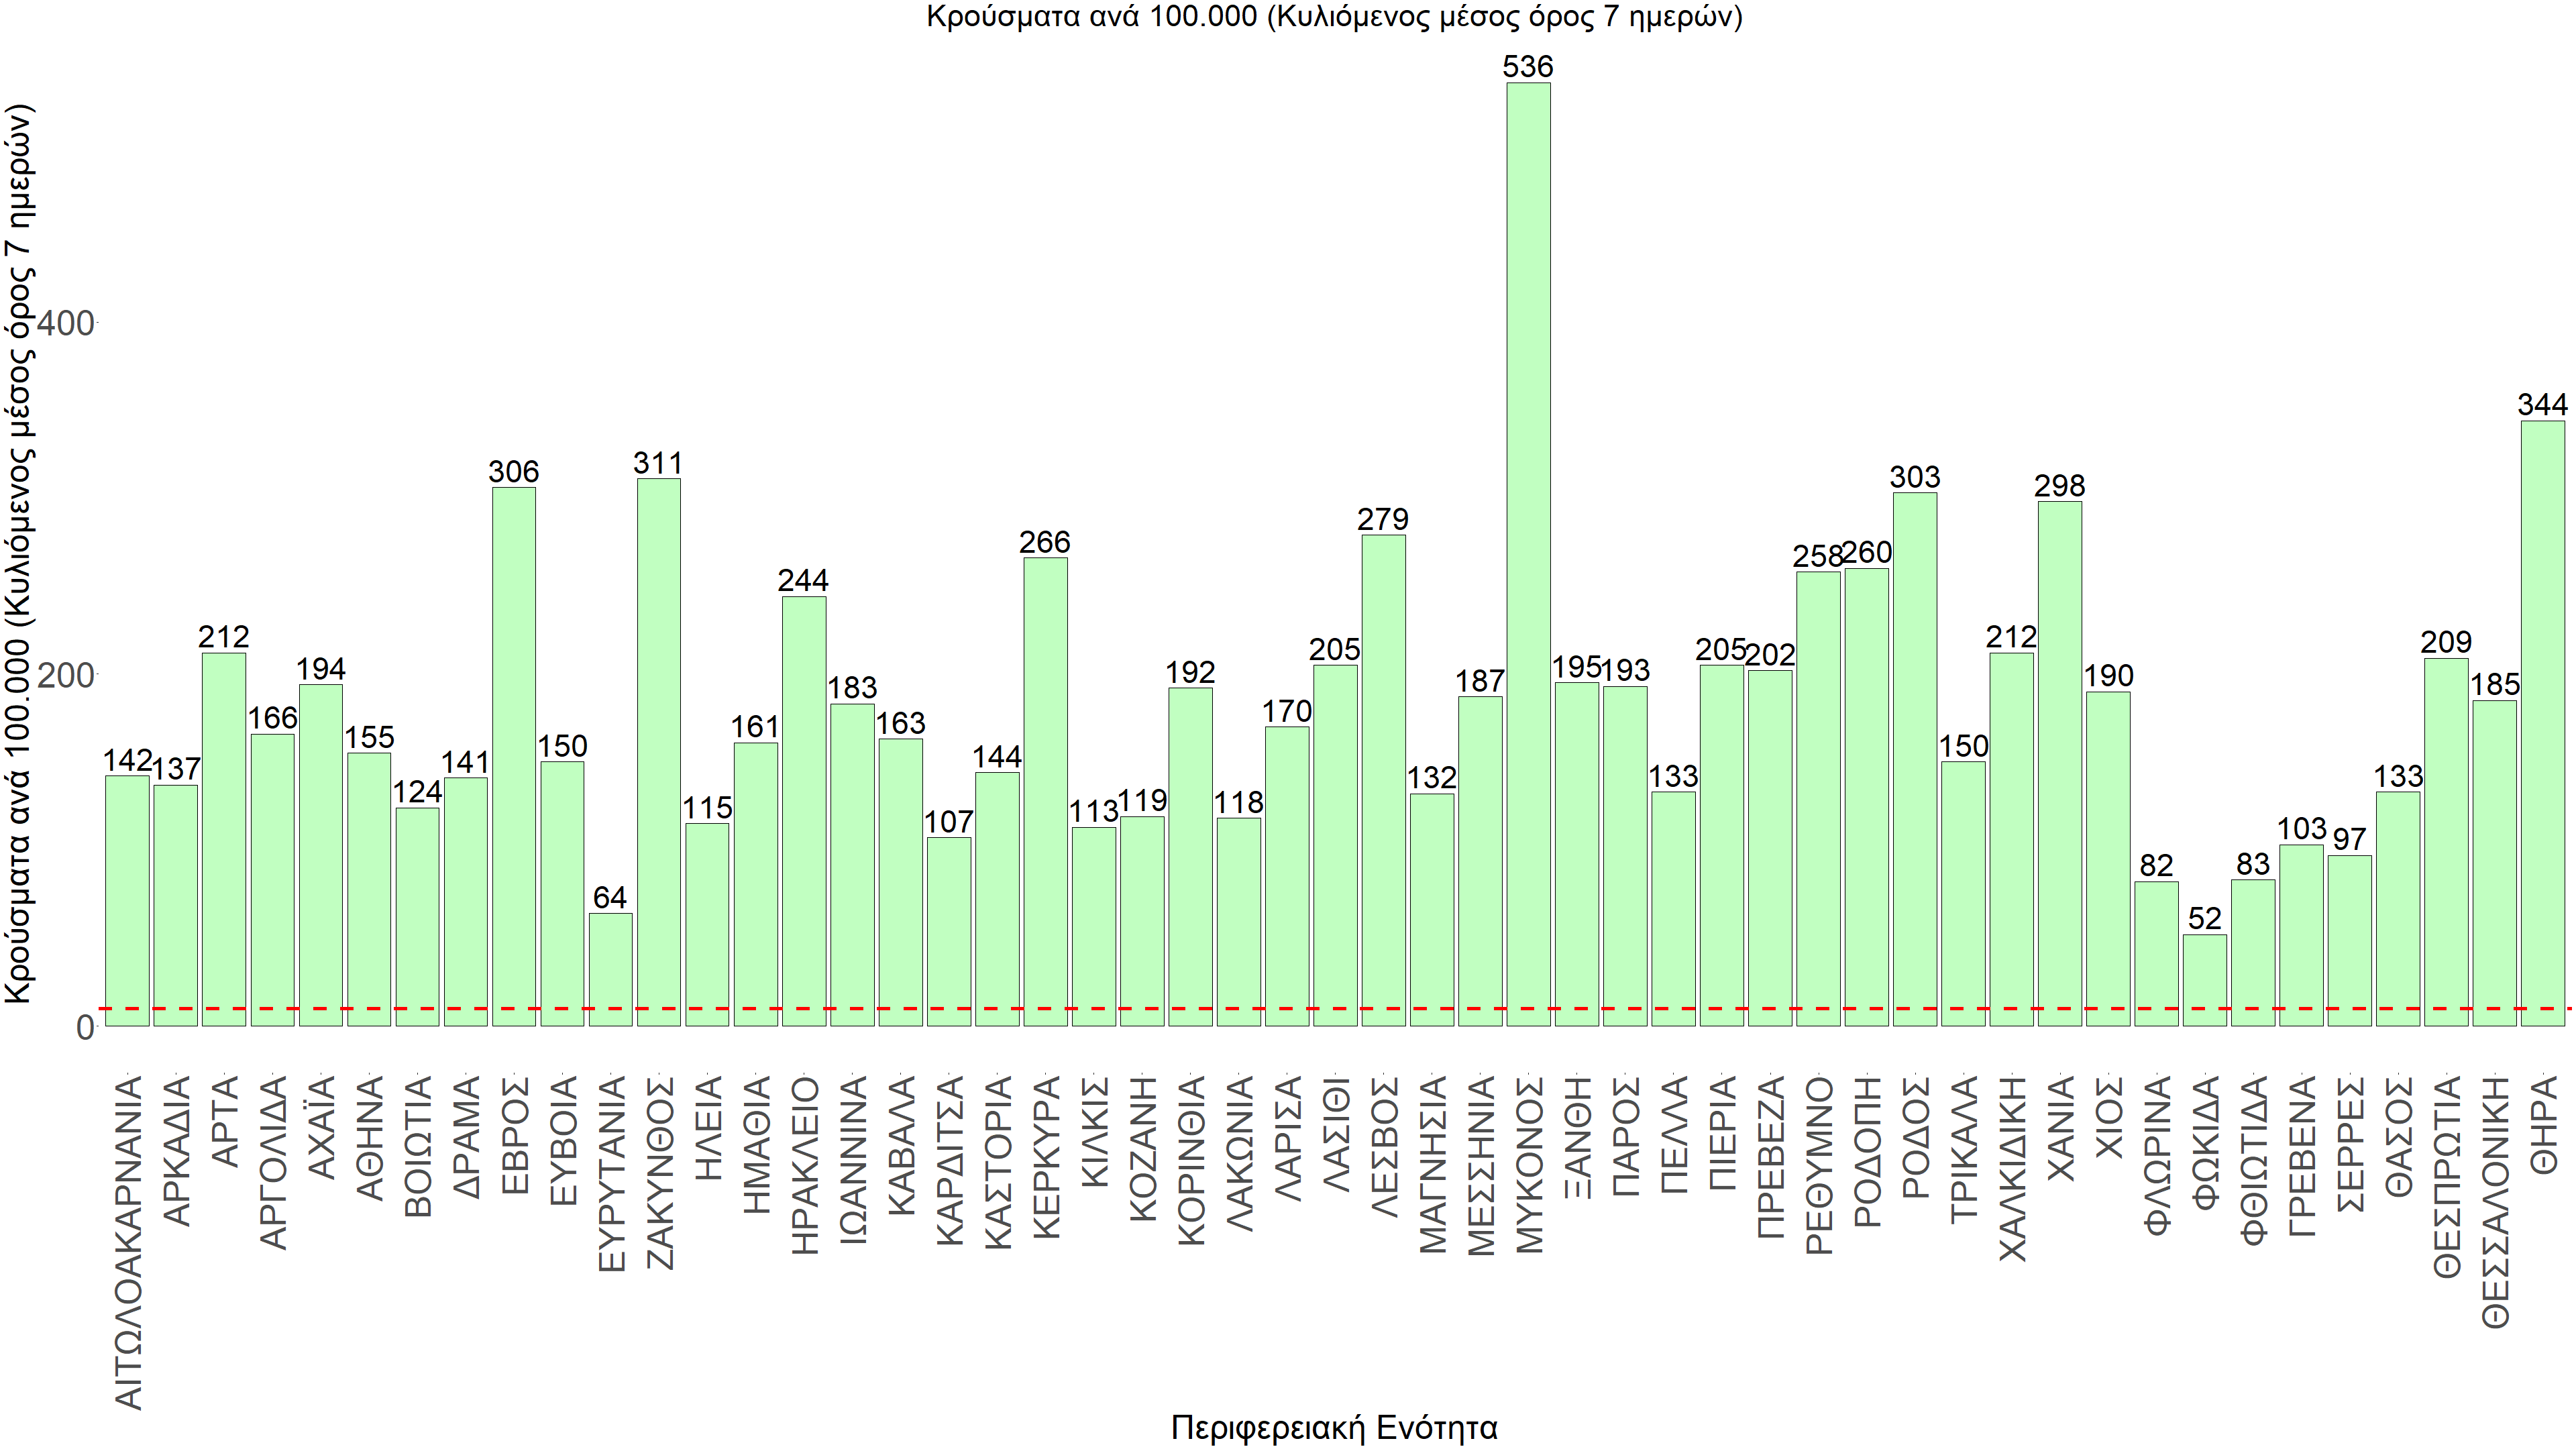 Κρούσματα ανά 100.000 (Κυλιόμενος μέσος όρος 7 ημερών)
Κρούσματα ανά 100.000 (Κυλιόμενος μέσος όρος 7 ημερών)
400
200
0
142
137
212
166
194
155
124
141
306
150
64
311
115
161
244
183
163
107
144
266
113
119
192
118
170
205
279
132
187
536
195
193
133
205
202
258
260
303
150
212
298
190
82
52
83
103
97
133
209
185
344
ΑΙΤΩΛΟΑΚΑΡΝΑΝΙΑ
ΑΡΚΑΔΙΑ
ΑΡΤΑ
ΑΡΓΟΛΙΔΑ
ΑΧΑΪΑ
ΑΘΗΝΑ
ΒΟΙΩΤΙΑ
ΔΡΑΜΑ
ΕΒΡΟΣ
ΕΥΒΟΙΑ
ΕΥΡΥΤΑΝΙΑ
ΖΑΚΥΝΘΟΣ
ΗΛΕΙΑ
ΗΜΑΘΙΑ
ΗΡΑΚΛΕΙΟ
ΙΩΑΝΝΙΝΑ
ΚΑΒΑΛΑ
ΚΑΡΔΙΤΣΑ
ΚΑΣΤΟΡΙΑ
ΚΕΡΚΥΡΑ
ΚΙΛΚΙΣ
ΚΟΖΑΝΗ
ΚΟΡΙΝΘΙΑ
ΛΑΚΩΝΙΑ
ΛΑΡΙΣΑ
ΛΑΣΙΘΙ
ΛΕΣΒΟΣ
ΜΑΓΝΗΣΙΑ
ΜΕΣΣΗΝΙΑ
ΜΥΚΟΝΟΣ
ΞΑΝΘΗ
ΠΑΡΟΣ
ΠΕΛΛΑ
ΠΙΕΡΙΑ
ΠΡΕΒΕΖΑ
ΡΕΘΥΜΝΟ
ΡΟΔΟΠΗ
ΡΟΔΟΣ
ΤΡΙΚΑΛΑ
ΧΑΛΚΙΔΙΚΗ
ΧΑΝΙΑ
ΧΙΟΣ
ΦΛΩΡΙΝΑ
ΦΩΚΙΔΑ
ΦΘΙΩΤΙΔΑ
ΓΡΕΒΕΝΑ
ΣΕΡΡΕΣ
ΘΑΣΟΣ
ΘΕΣΠΡΩΤΙΑ
ΘΕΣΣΑΛΟΝΙΚΗ
ΘΗΡΑ
Περιφερειακή Ενότητα